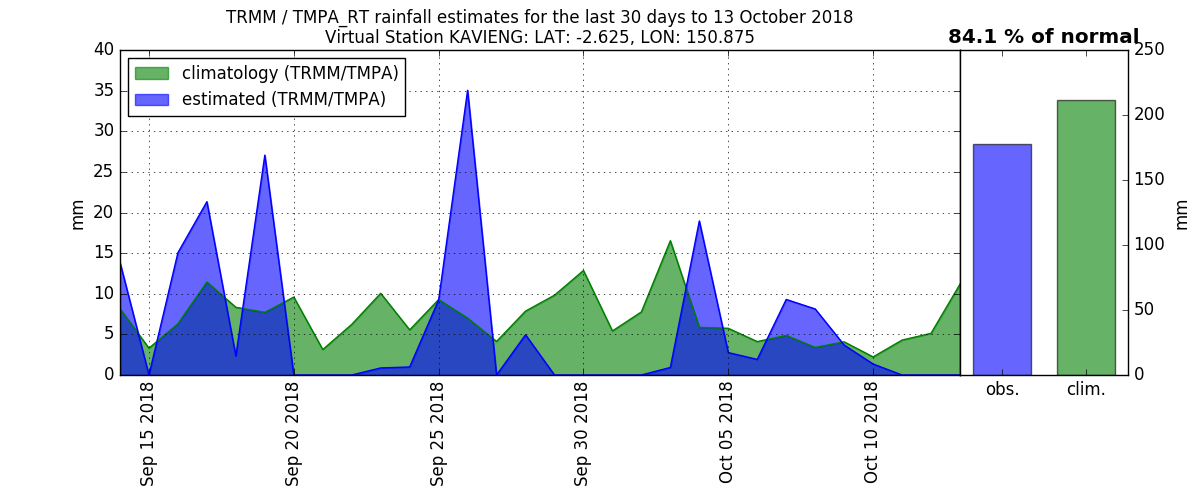 TRMM / TMPA_RT rainfall estimates for the last 30 days to 13 October 2018
Virtual Station KAVIENG: LAT: -2.625, LON: 150.875
84.1 % of normal
climatology (TRMM/TMPA)
estimated (TRMM/TMPA)
mm
40
35
30
25
20
15
10
5
0
Sep 15 2018
Sep 20 2018
Sep 25 2018
Sep 30 2018
Oct 05 2018
Oct 10 2018
obs.
clim.
250
200
150
100
50
0
mm